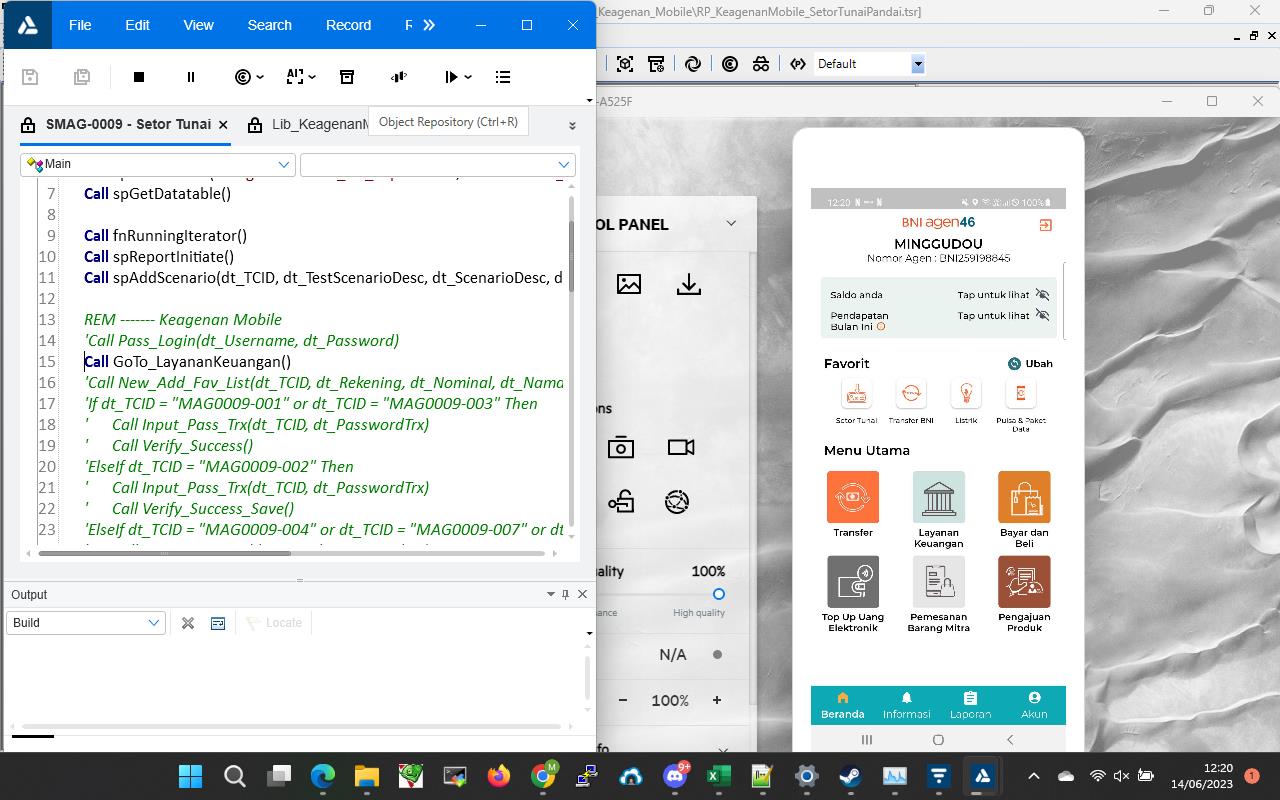 _Keagenan_Mobile\RP_KeagenanMobile_SetorTunaiPandai.tsr]
File Edit View Search Record
Default
-A525F
Object Repository (Ctrl+R)
SMAG-0009 - Setor Tunai
Lib_Keagenan
Main
7 Call spGetDatatable()
8
9 Call fnRunningIterator()
10 Call spReportInitiate()
11 Call spAddScenario(dt_TCID, dt_TestScenarioDesc, dt_ScenarioDesc, d
12
13 REM ------- Keagenan Mobile
14 'Call Pass_Login(dt_Username, dt_Password)
15 Call GoTo_LayananKeuangan()
16 'Call New_Add_Fav_List(dt_TCID, dt_Rekening, dt_Nominal, dt_Nama
17 'If dt_TCID = "MAG0009-001" or dt_TCID = "MAG0009-003" Then
18 ' Call Input_Pass_Trx(dt_TCID, dt_PasswordTrx)
19 ' Call Verify_Success()
20 'ElseIf dt_TCID = "MAG0009-002" Then
21 ' Call Input_Pass_Trx(dt_TCID, dt_PasswordTrx)
22 ' Call Verify_Success_Save()
23 'ElseIf dt_TCID = "MAG0009-004" or dt_TCID = "MAG0009-007" or dt
Output
Build
Locate
OL PANEL
ons
ality 100%
ance High quality
N/A
− 100% +
nfo
12:20
100%
BNI agen46
MINGGUDOU
Nomor Agen : BNI259198845
Saldo anda Tap untuk lihat
Pendapatan
Bulan Ini Tap untuk lihat
Favorit Ubah
Setor Tunai Transfer BNI Listrik Pulsa & Paket
Data
Menu Utama
Transfer Layanan
Keuangan Bayar dan
Beli
Top Up Uang
Elektronik Pemesanan
Barang Mitra Pengajuan
Produk
Beranda Informasi Laporan Akun
M
9+
12:20
14/06/2023
1